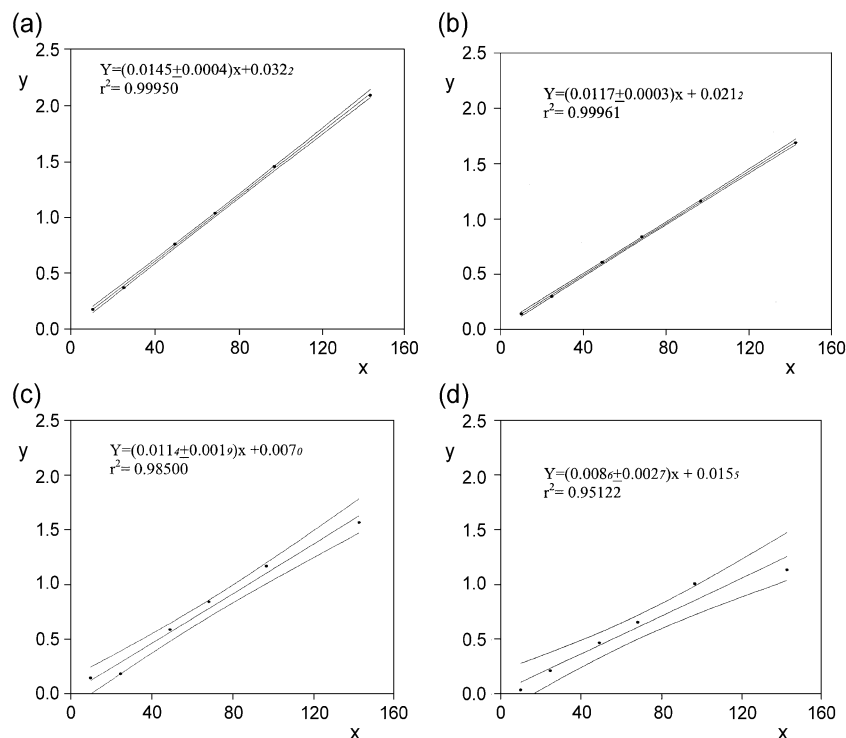 (a)
y
2.5
2.0
1.5
1.0
0.5
0.0
Y=(0.0145±0.0004)x+0.0322
r²= 0.99950
0 40 80 120 160
x
(b)
y
2.5
2.0
1.5
1.0
0.5
0.0
Y=(0.0117±0.0003)x + 0.0212
r²= 0.99961
0 40 80 120 160
x
(c)
y
2.5
2.0
1.5
1.0
0.5
0.0
Y=(0.0114±0.0019)x +0.0070
r²= 0.98500
0 40 80 120 160
x
(d)
y
2.5
2.0
1.5
1.0
0.5
0.0
Y=(0.0086±0.0027)x + 0.0155
r²= 0.95122
0 40 80 120 160
x